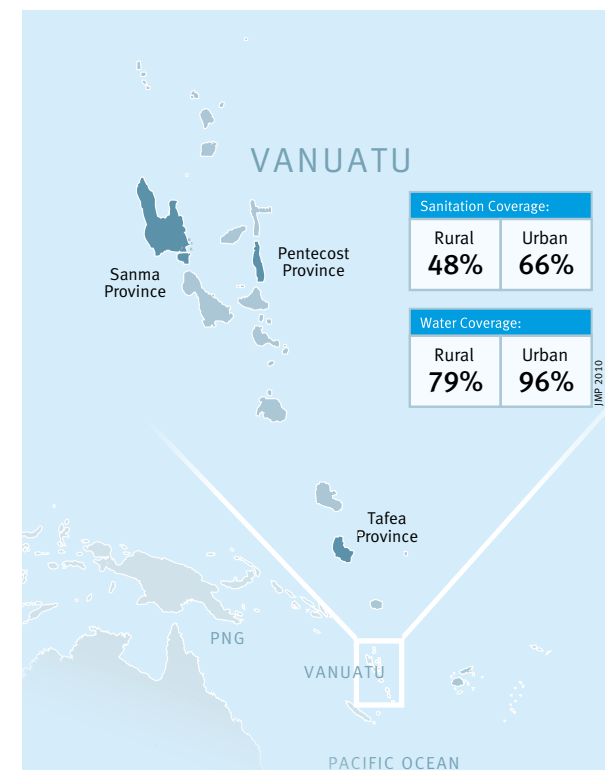 VANUATU
Sanitation Coverage:
Rural
48%
Urban
66%
Pentecost
Province
Sanma
Province
Water Coverage:
Rural
79%
Urban
96%
JMP 2010
Tafea
Province
PNG
VANUATU
PACIFIC OCEAN